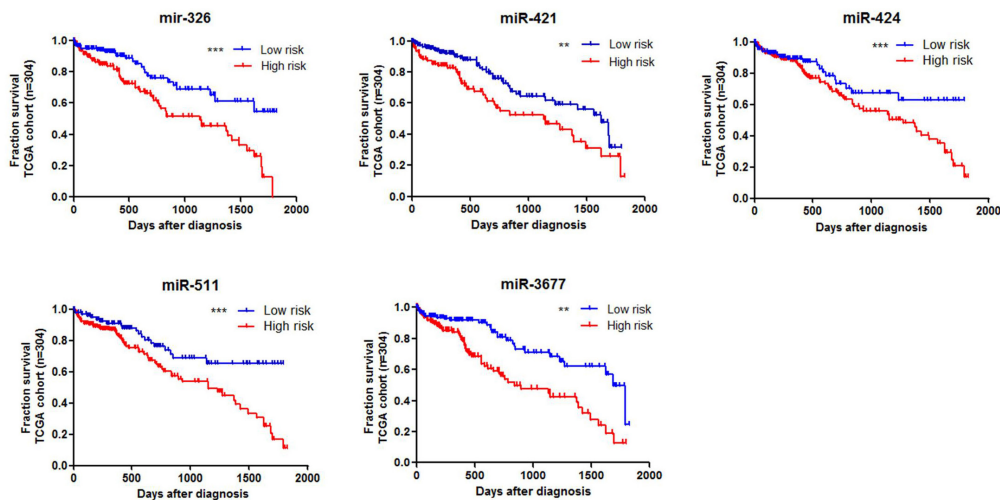 mir-326
Fraction survival
TCGA cohort (n=304)
1.0
0.8
0.6
0.4
0.2
0.0
***
Low risk
High risk
0
500
1000
1500
2000
Days after diagnosis
miR-421
Fraction survival
TCGA cohort (n=304)
1.0
0.8
0.6
0.4
0.2
0.0
**
Low risk
High risk
0
500
1000
1500
2000
Days after diagnosis
miR-424
Fraction survival
TCGA cohort (n=304)
1.0
0.8
0.6
0.4
0.2
0.0
***
Low risk
High risk
0
500
1000
1500
2000
Days after diagnosis
miR-511
Fraction survival
TCGA cohort (n=304)
1.0
0.8
0.6
0.4
0.2
0.0
***
Low risk
High risk
0
500
1000
1500
2000
Days after diagnosis
miR-3677
Fraction survival
TCGA cohort (n=304)
1.0
0.8
0.6
0.4
0.2
0.0
**
Low risk
High risk
0
500
1000
1500
2000
Days after diagnosis